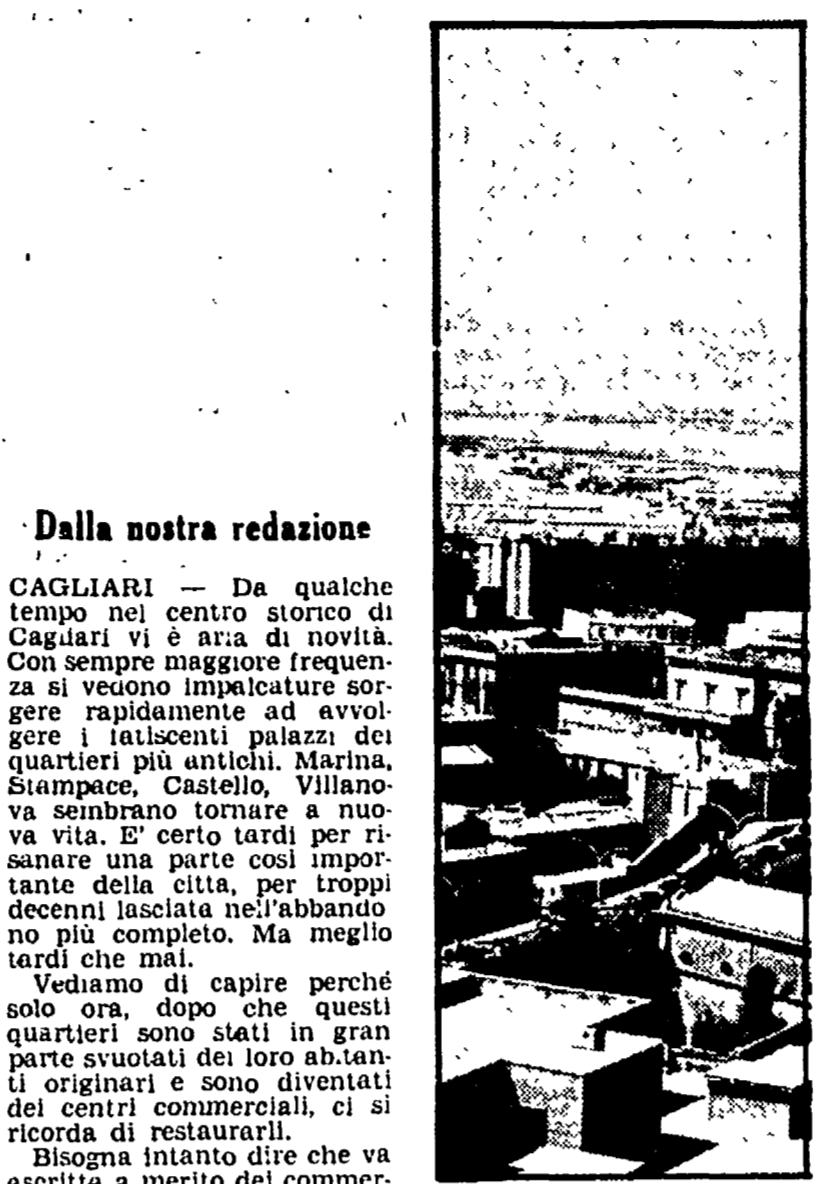 Dalla nostra redazione
CAGLIARI — Da qualche
tempo nel centro storico di
Cagliari vi è aria di novità.
Con sempre maggiore frequen-
za si vedono impalcature sor-
gere rapidamente ad avvol-
gere i fatiscenti palazzi dei
quartieri più antichi. Marina,
Stampace, Castello, Villano-
va sembrano tornare a nuo-
va vita. E' certo tardi per ri-
sanare una parte così impor-
tante della citta, per troppi
decenni lasciata nell'abbando
no più completo. Ma meglio
tardi che mai.
Vediamo di capire perché
solo ora, dopo che questi
quartieri sono stati in gran
parte svuotati dei loro abitan-
ti originari e sono diventati
dei centri commerciali, ci si
ricorda di restaurarli.
Bisogna intanto dire che va
ascritta a merito dei commer-